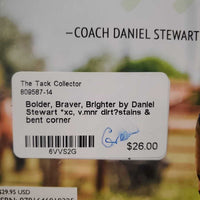 —COACH DANIEL STEWART
The Tack Collector
809587-14
Bolder, Braver, Brighter by Daniel
Stewart *xc, v.mnr dirt?stains &
bent corner
6VVS2G
$26.00
$29.95 USD